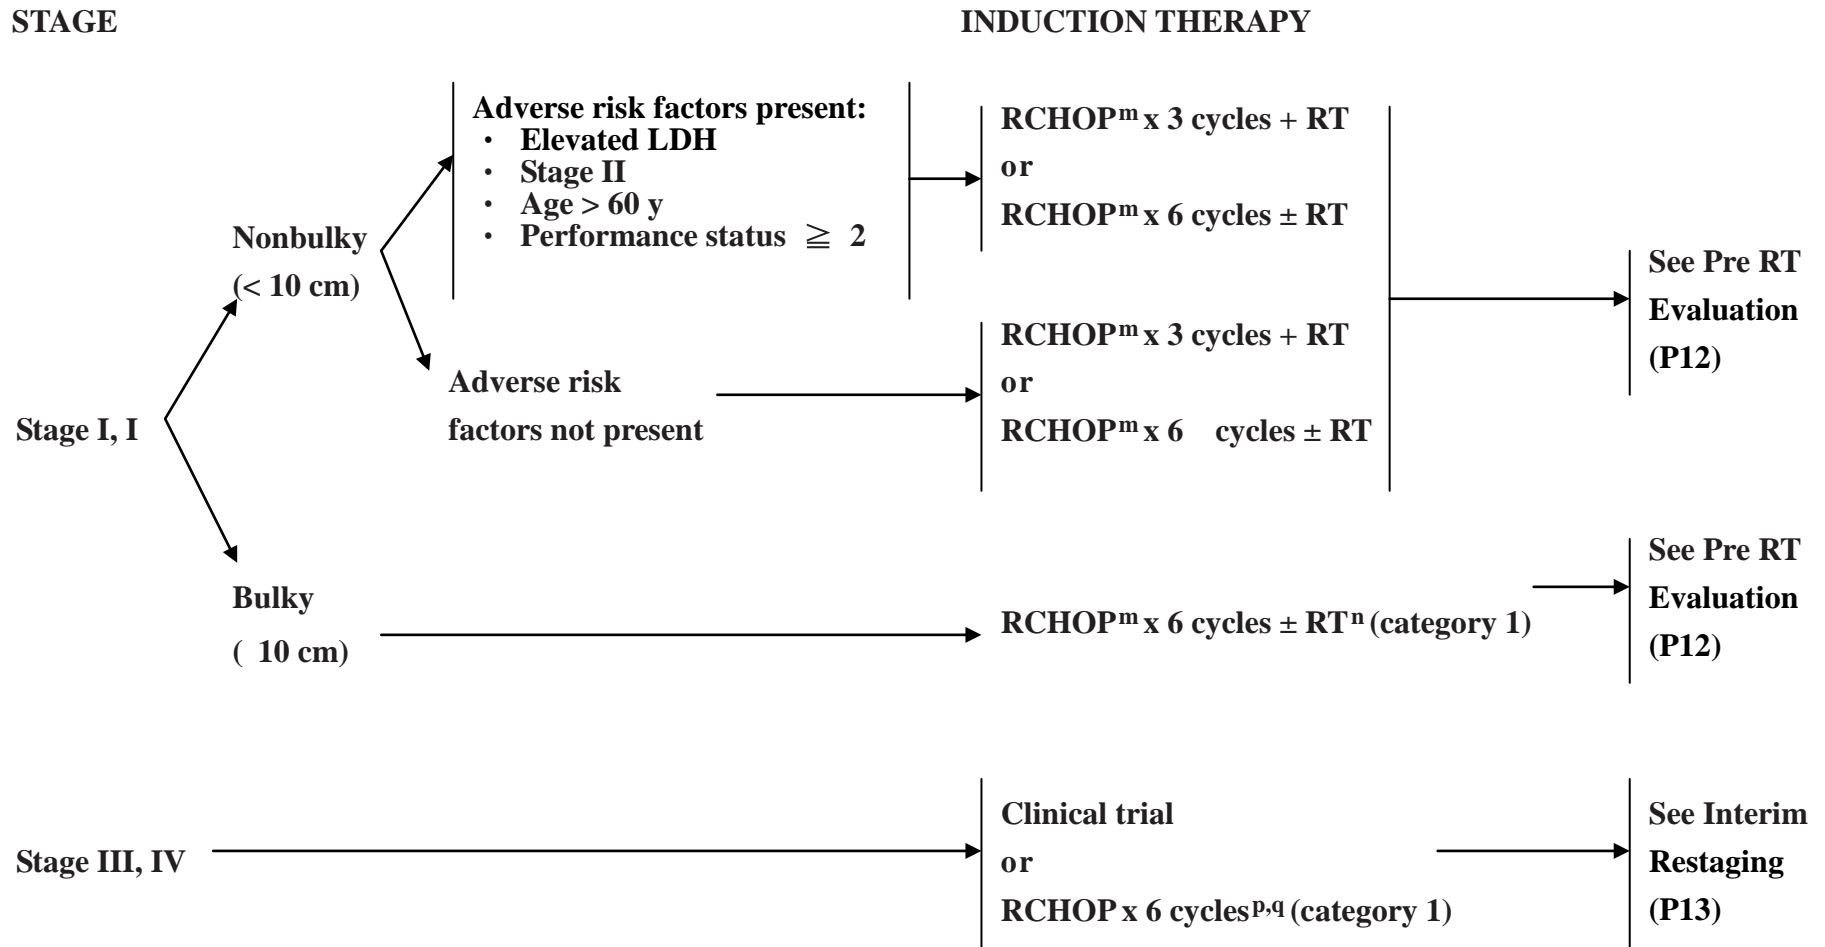 STAGE
INDUCTION THERAPY
Adverse risk factors present:
· Elevated LDH
· Stage II
· Age > 60 y
· Performance status ≧ 2
RCHOPᵐ x 3 cycles + RT
or
RCHOPᵐ x 6 cycles ± RT
Nonbulky
(< 10 cm)
See Pre RT
Evaluation
(P12)
RCHOPᵐ x 3 cycles + RT
or
RCHOPᵐ x 6 cycles ± RT
Adverse risk
factors not present
Stage I, I
Bulky
( 10 cm)
RCHOPᵐ x 6 cycles ± RTⁿ (category 1)
See Pre RT
Evaluation
(P12)
Stage III, IV
Clinical trial
or
RCHOP x 6 cyclesᵖ,q (category 1)
See Interim
Restaging
(P13)